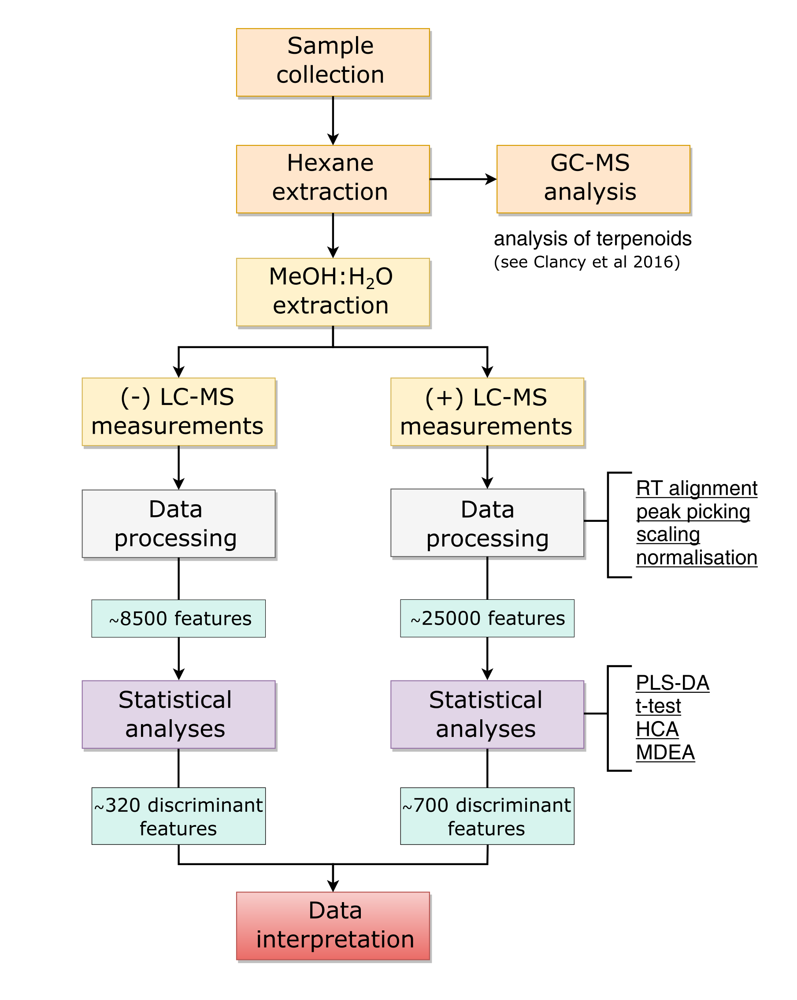 Sample
collection
Hexane
extraction
GC-MS
analysis
analysis of terpenoids
(see Clancy et al 2016)
MeOH:H₂O
extraction
(-) LC-MS
measurements
(+) LC-MS
measurements
Data
processing
Data
processing
RT alignment
peak picking
scaling
normalisation
~8500 features
~25000 features
Statistical
analyses
Statistical
analyses
PLS-DA
t-test
HCA
MDEA
~320 discriminant
features
~700 discriminant
features
Data
interpretation